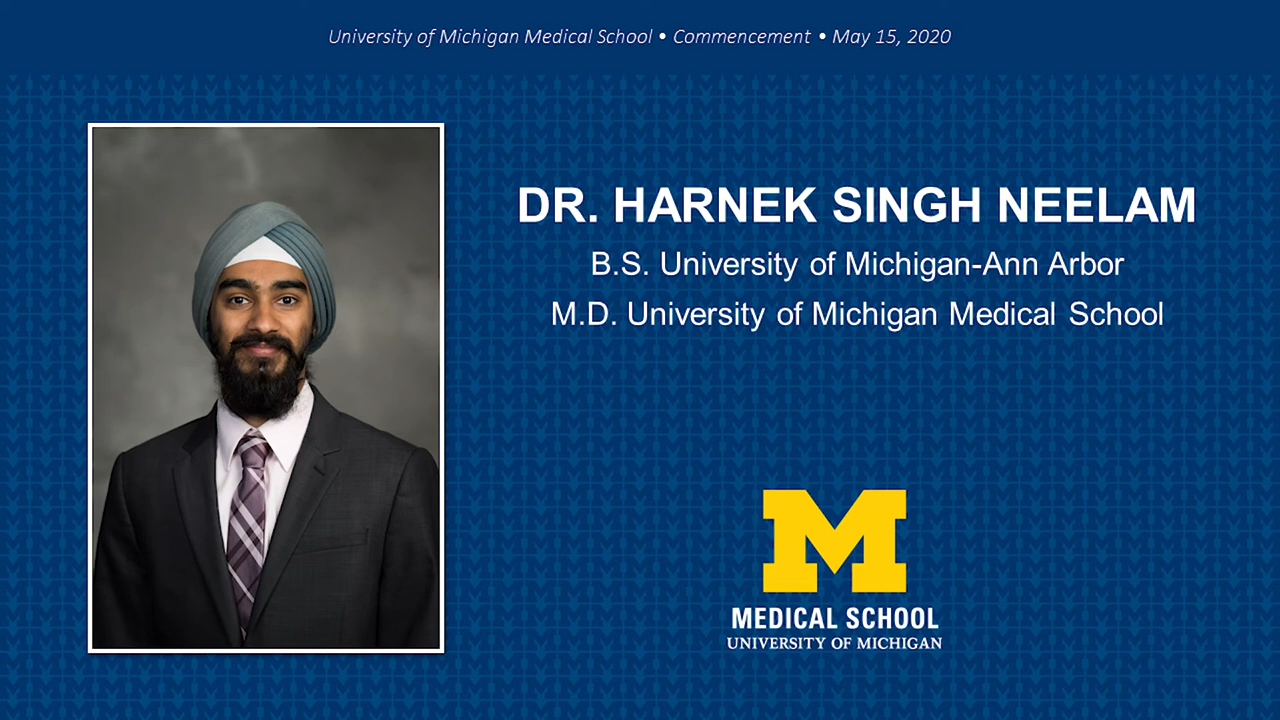 University of Michigan Medical School • Commencement • May 15, 2020
DR. HARNEK SINGH NEELAM
B.S. University of Michigan-Ann Arbor
M.D. University of Michigan Medical School
M
MEDICAL SCHOOL
UNIVERSITY OF MICHIGAN